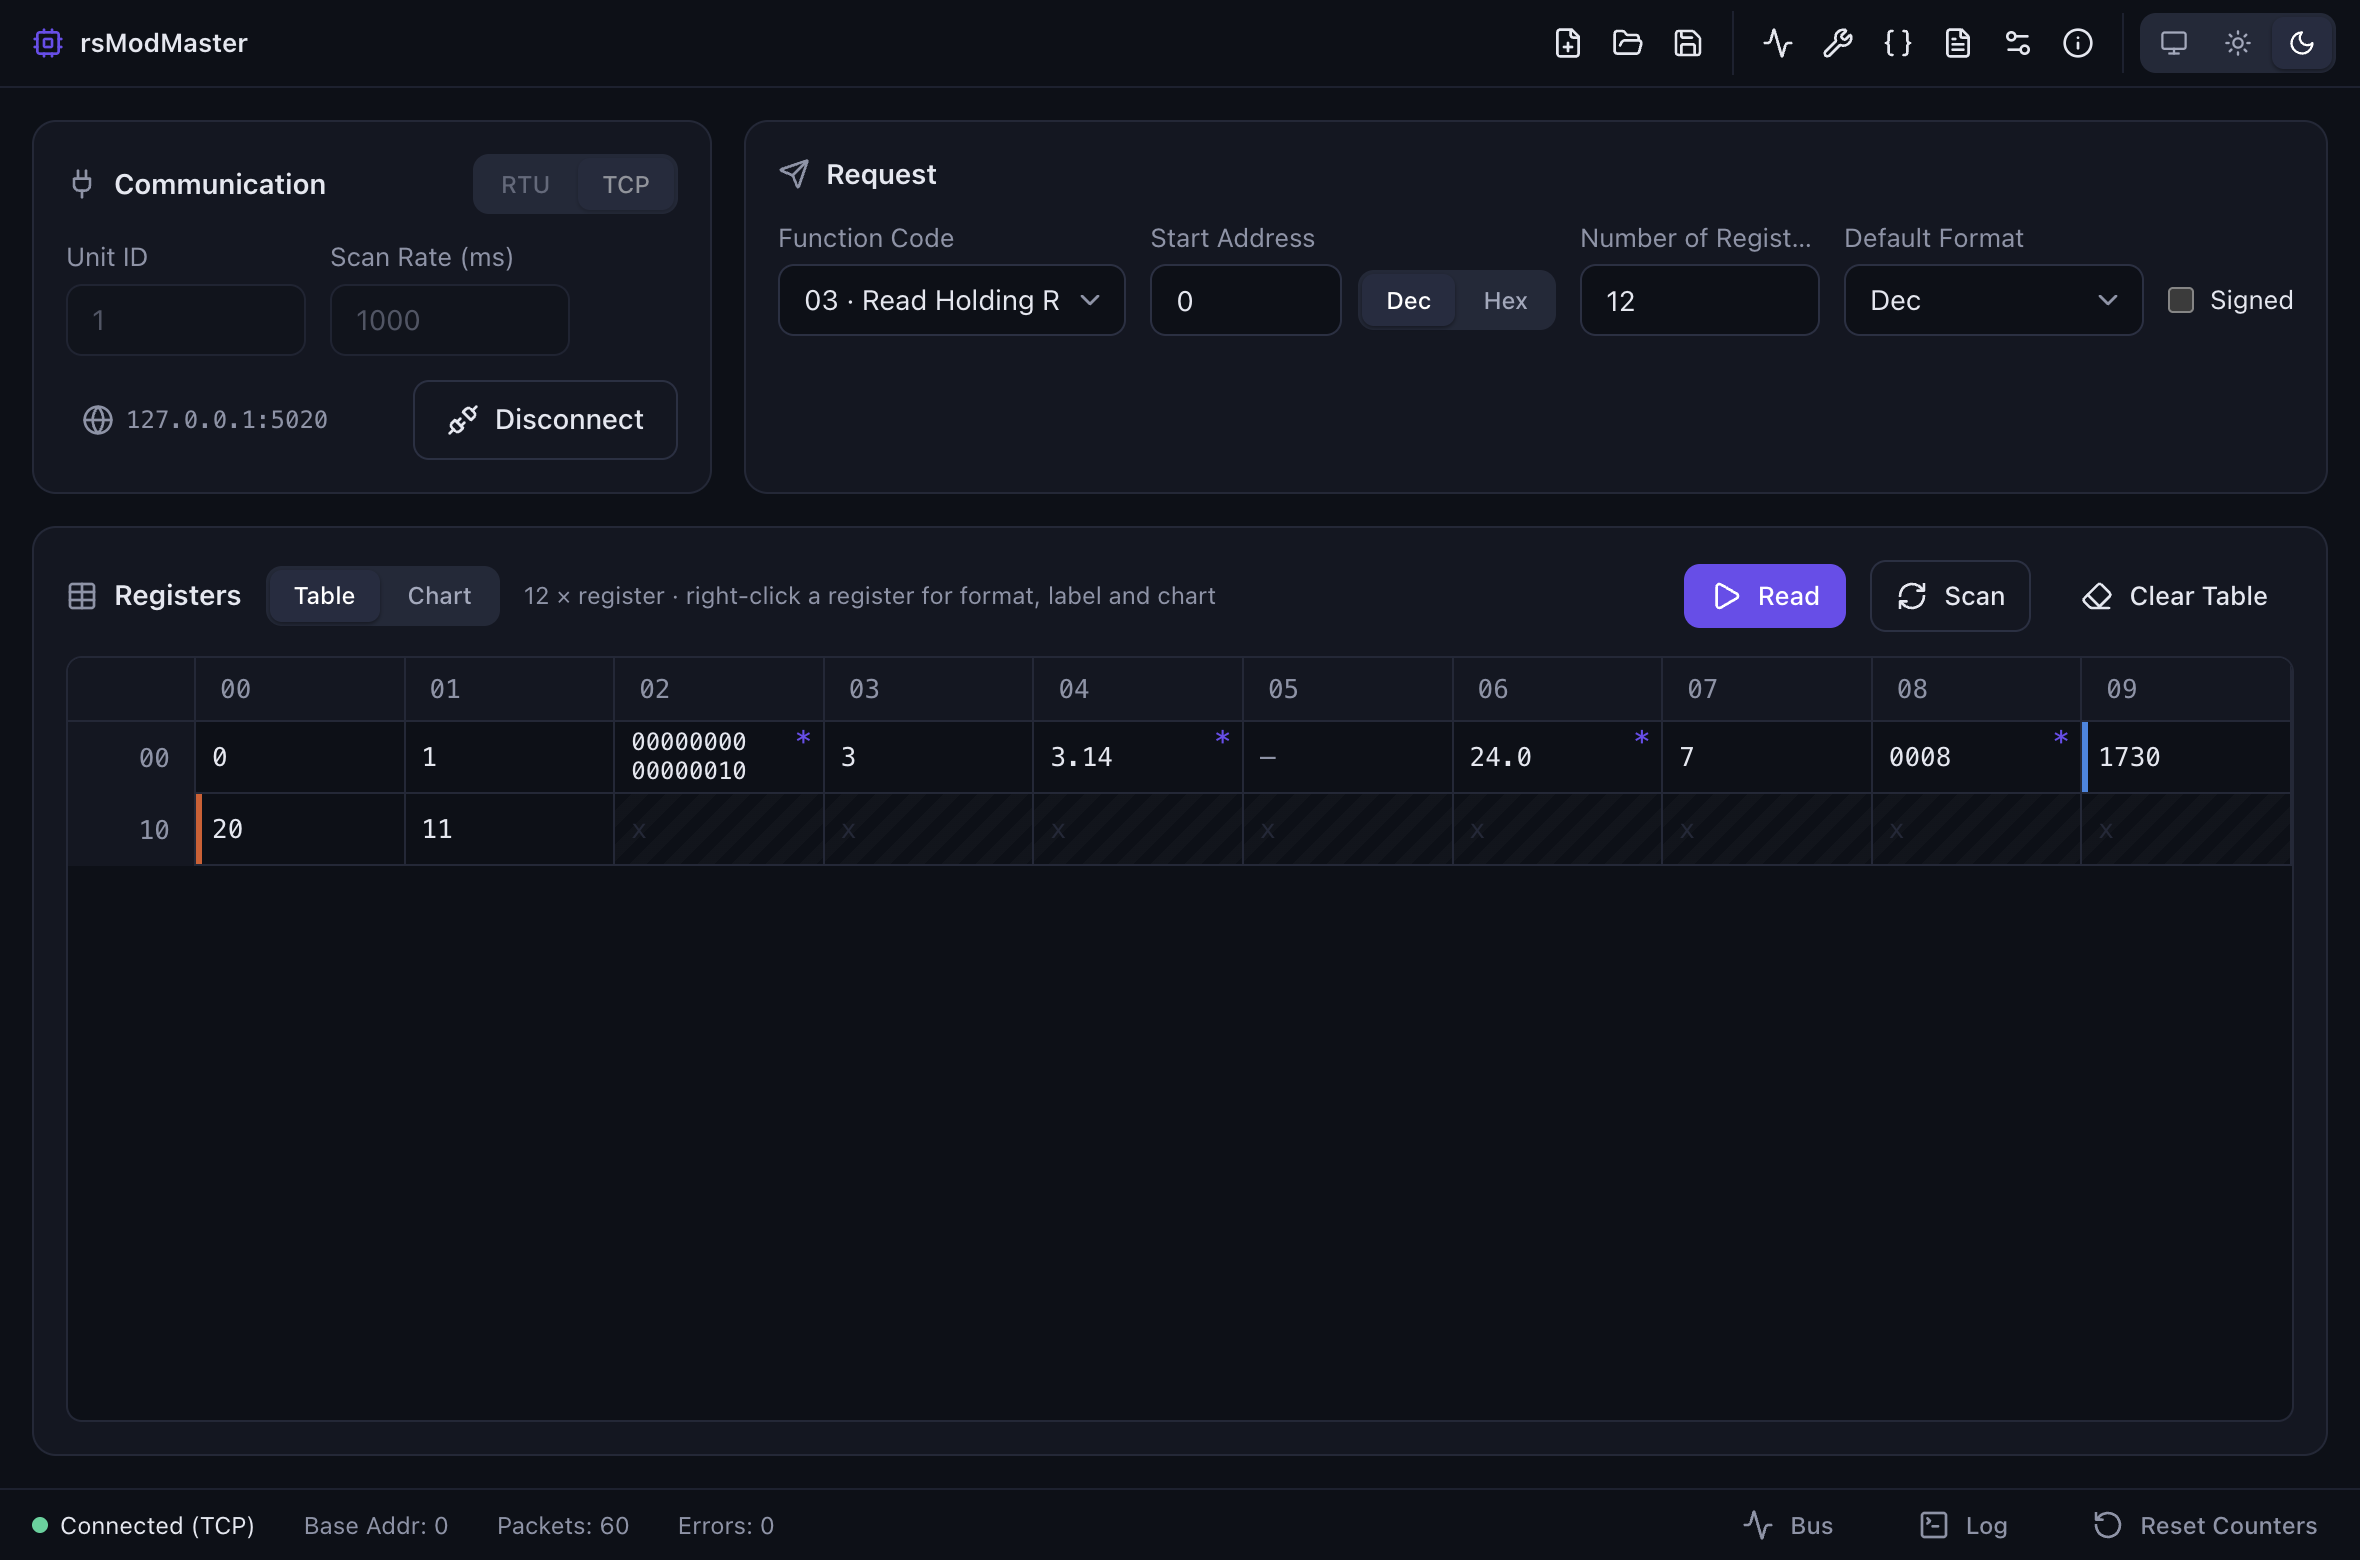 rsModMaster
Communication
RTU TCP
Unit ID Scan Rate (ms)
1 1000
127.0.0.1:5020 Disconnect
Request
Function Code Start Address Number of Regist... Default Format
03 · Read Holding R 0 Dec Hex 12 Dec Signed
Registers Table Chart 12 × register · right-click a register for format, label and chart Read Scan Clear Table
00 01 02 03 04 05 06 07 08 09
00 0 1 00000000 * 3 3.14 * — 24.0 * 7 0008 * 1730
00000010
10 20 11 x x x x x x x x
Connected (TCP) Base Addr: 0 Packets: 60 Errors: 0 Bus Log Reset Counters